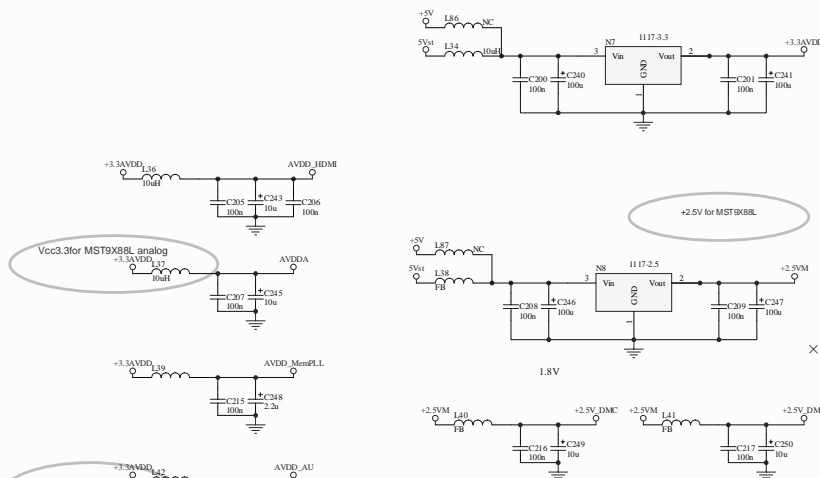 +5V
L86
NC
5Vst
L34
10uH
N7
1117-3.3
3
Vin
Vout
2
GND
1
+3.3AVDD
C200
100n
C240
100u
C201
100n
C241
100u
+3.3AVDD
L36
10uH
AVDD_HDMI
C205
100n
C243
10u
C206
100n
+2.5V for MST9X88L
Vcc3.3for MST9X88L analog
+3.3AVDD
L37
10uH
AVDDA
C207
100n
C245
10u
+5V
L87
NC
5Vst
L38
FB
N8
1117-2.5
3
Vin
Vout
2
GND
1
+2.5VM
C208
100n
C246
100u
C209
100n
C247
100u
1.8V
+3.3AVDD
L39
AVDD_MemPLL
C215
100n
C248
2.2u
+2.5VM
L40
FB
+2.5V_DMC
C216
100n
C249
10u
+2.5VM
L41
FB
+2.5V_DM
C217
100n
C250
10u
+3.3AVDD
L42
AVDD_AU